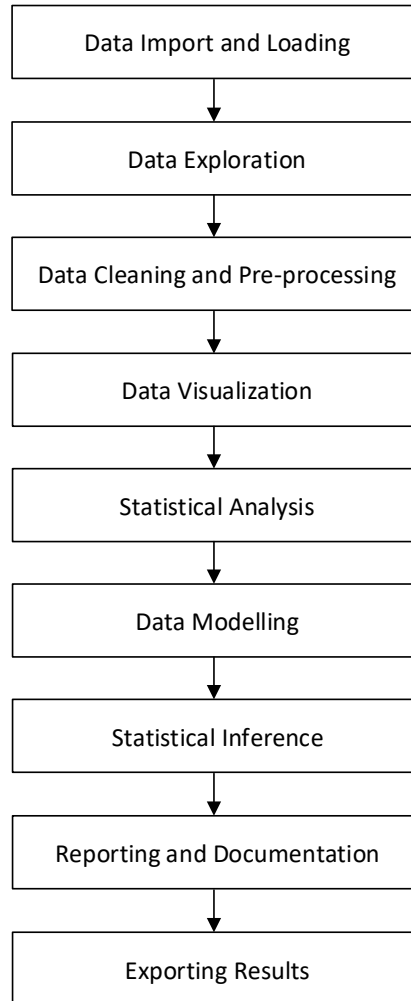 Data Import and Loading
Data Exploration
Data Cleaning and Pre-processing
Data Visualization
Statistical Analysis
Data Modelling
Statistical Inference
Reporting and Documentation
Exporting Results